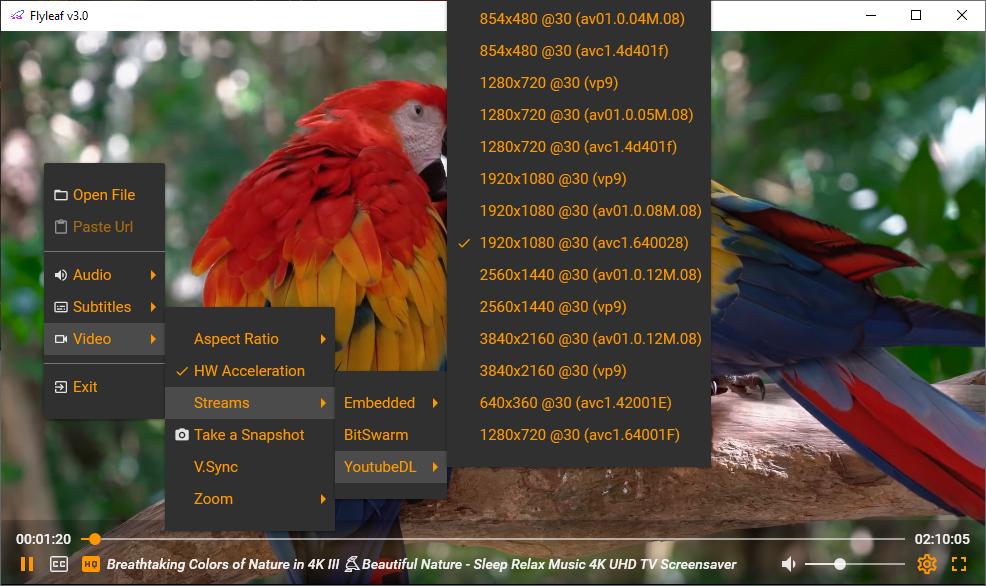 Flyleaf v3.0
Open File
Paste Url
Audio
Subtitles
Video
Exit
Aspect Ratio
HW Acceleration
Streams
Take a Snapshot
V.Sync
Zoom
Embedded
BitSwarm
YoutubeDL
854x480 @30 (av01.0.04M.08)
854x480 @30 (avc1.4d401f)
1280x720 @30 (vp9)
1280x720 @30 (av01.0.05M.08)
1280x720 @30 (avc1.4d401f)
1920x1080 @30 (vp9)
1920x1080 @30 (av01.0.08M.08)
1920x1080 @30 (avc1.640028)
2560x1440 @30 (av01.0.12M.08)
2560x1440 @30 (vp9)
3840x2160 @30 (av01.0.12M.08)
3840x2160 @30 (vp9)
640x360 @30 (avc1.42001E)
1280x720 @30 (avc1.64001F)
00:01:20
02:10:05
CC HQ Breathtaking Colors of Nature in 4K III 🐦Beautiful Nature - Sleep Relax Music 4K UHD TV Screensaver